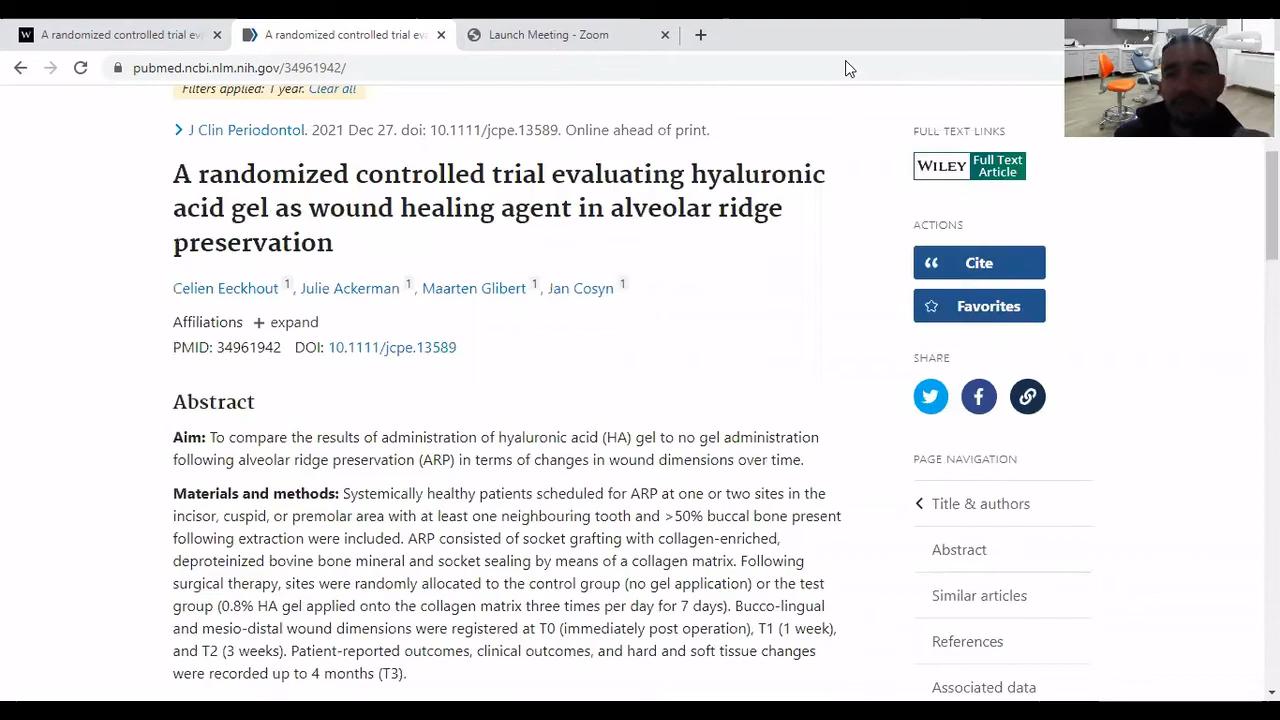 A randomized controlled trial eva
A randomized controlled trial eva
Launch Meeting - Zoom
pubmed.ncbi.nlm.nih.gov/34961942/
Filters applied: 1 year. Clear all
J Clin Periodontol. 2021 Dec 27. doi: 10.1111/jcpe.13589. Online ahead of print.
A randomized controlled trial evaluating hyaluronic
acid gel as wound healing agent in alveolar ridge
preservation
Celien Eeckhout 1, Julie Ackerman 1, Maarten Glibert 1, Jan Cosyn 1
Affiliations + expand
PMID: 34961942 DOI: 10.1111/jcpe.13589
Abstract
Aim: To compare the results of administration of hyaluronic acid (HA) gel to no gel administration
following alveolar ridge preservation (ARP) in terms of changes in wound dimensions over time.
Materials and methods: Systemically healthy patients scheduled for ARP at one or two sites in the
incisor, cuspid, or premolar area with at least one neighbouring tooth and >50% buccal bone present
following extraction were included. ARP consisted of socket grafting with collagen-enriched,
deproteinized bovine bone mineral and socket sealing by means of a collagen matrix. Following
surgical therapy, sites were randomly allocated to the control group (no gel application) or the test
group (0.8% HA gel applied onto the collagen matrix three times per day for 7 days). Bucco-lingual
and mesio-distal wound dimensions were registered at T0 (immediately post operation), T1 (1 week),
and T2 (3 weeks). Patient-reported outcomes, clinical outcomes, and hard and soft tissue changes
were recorded up to 4 months (T3).
FULL TEXT LINKS
WILEY Full Text
Article
ACTIONS
Cite
Favorites
SHARE
PAGE NAVIGATION
Title & authors
Abstract
Similar articles
References
Associated data